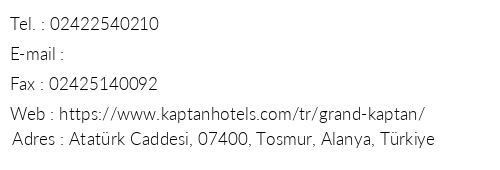 Tel. : 02422540210
E-mail :
Fax : 02425140092
Web : https://www.kaptanhotels.com/tr/grand-kaptan/
Adres : Atatürk Caddesi, 07400, Tosmur, Alanya, Türkiye